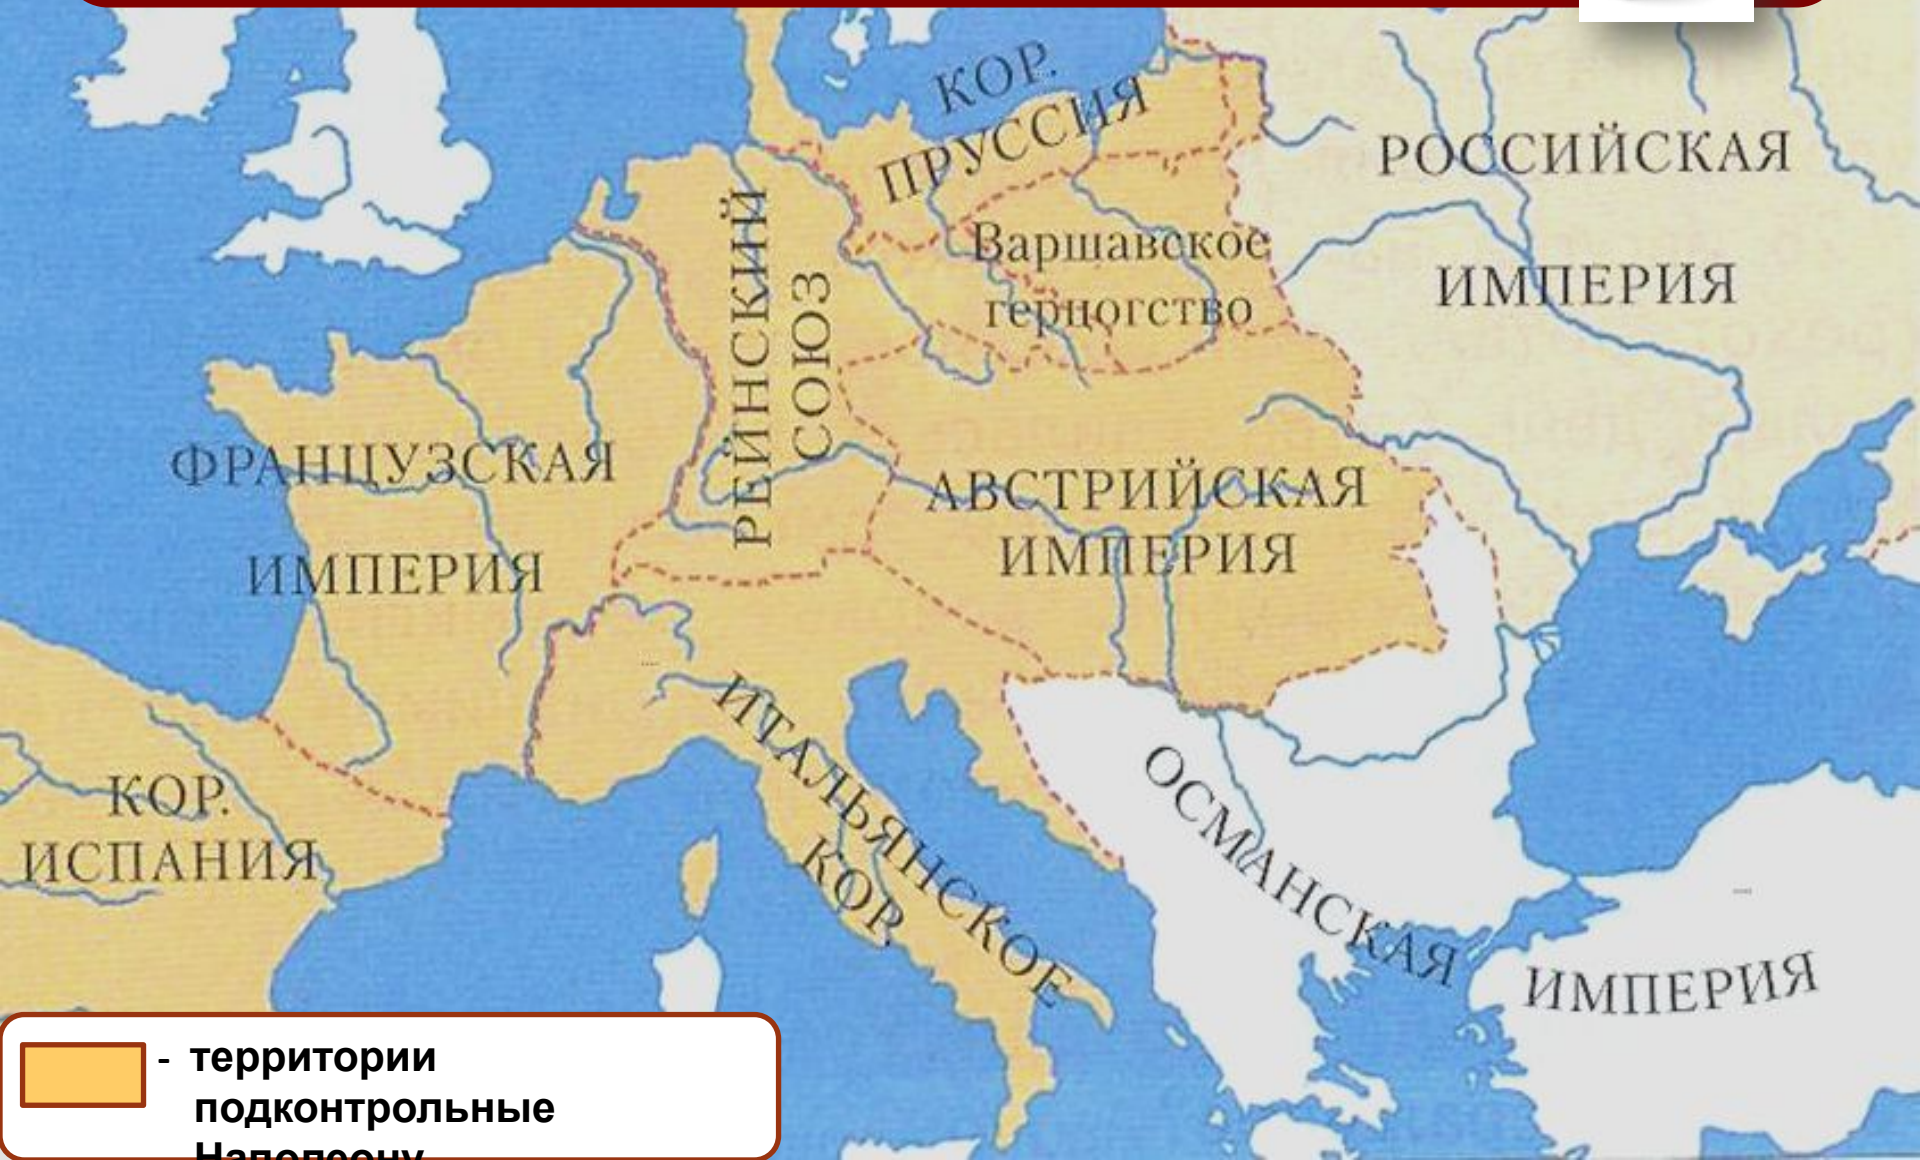 КОР.
ПРУССИЯ
РОССИЙСКАЯ
ИМПЕРИЯ
Варшавское
герцогство
РЕЙНСКИЙ
СОЮЗ
ФРАНЦУЗСКАЯ
ИМПЕРИЯ
АВСТРИЙСКАЯ
ИМПЕРИЯ
ИТАЛЬЯНСКОЕ
КОР.
КОР.
ИСПАНИЯ
ОСМАНСКАЯ
ИМПЕРИЯ
- территории
подконтрольные
Наполеону